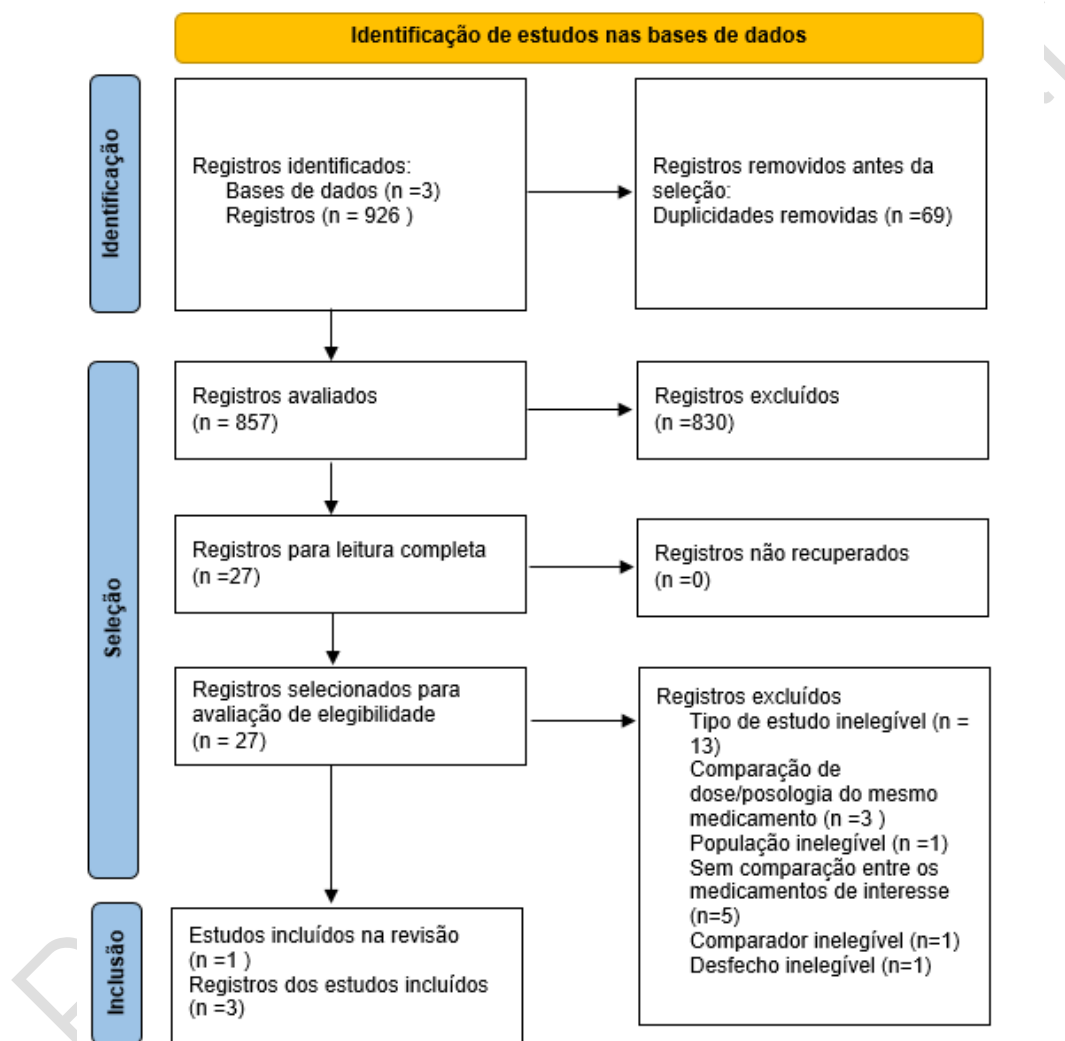 Identificação de estudos nas bases de dados
Identificação
Registros identificados:
Bases de dados (n =3)
Registros (n = 926 )
Registros removidos antes da
seleção:
Duplicidades removidas (n =69)
Seleção
Registros avaliados
(n = 857)
Registros excluídos
(n =830)
Registros para leitura completa
(n =27)
Registros não recuperados
(n =0)
Registros selecionados para
avaliação de elegibilidade
(n = 27)
Registros excluídos
Tipo de estudo inelegível (n =
13)
Comparação de
dose/posologia do mesmo
medicamento (n =3 )
População inelegível (n =1)
Sem comparação entre os
medicamentos de interesse
(n=5)
Comparador inelegível (n=1)
Desfecho inelegível (n=1)
Inclusão
Estudos incluídos na revisão
(n =1 )
Registros dos estudos incluídos
(n =3)